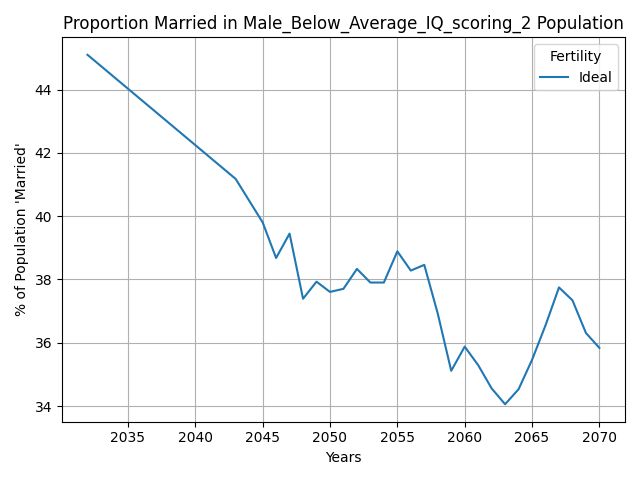 Proportion Married in Male_Below_Average_IQ_scoring_2 Population
Fertility
Ideal
% of Population 'Married'
44
42
40
38
36
34
2035 2040 2045 2050 2055 2060 2065 2070
Years